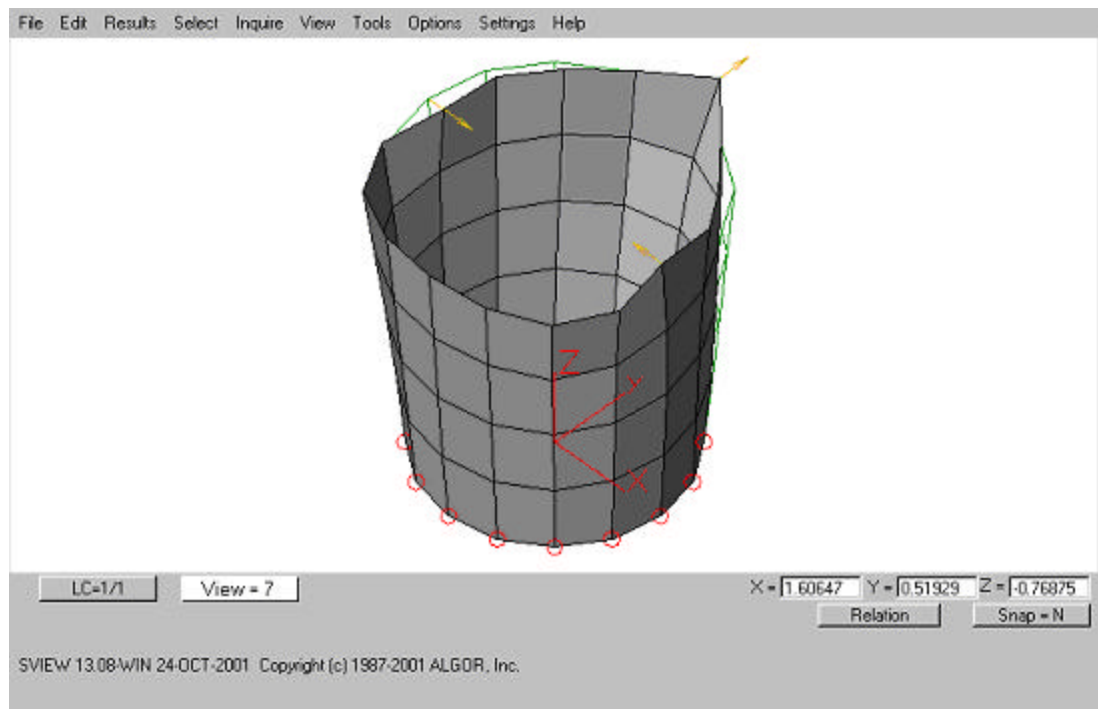 File Edit Results Select Inquire View Tools Options Settings Help
Z
Y
X
LC=1/1 View = 7 X = 1.60647 Y = 0.51929 Z = -0.76875
Relation Snap = N
SVIEW 13.08-WIN 24-OCT-2001 Copyright (c) 1987-2001 ALGOR, Inc.